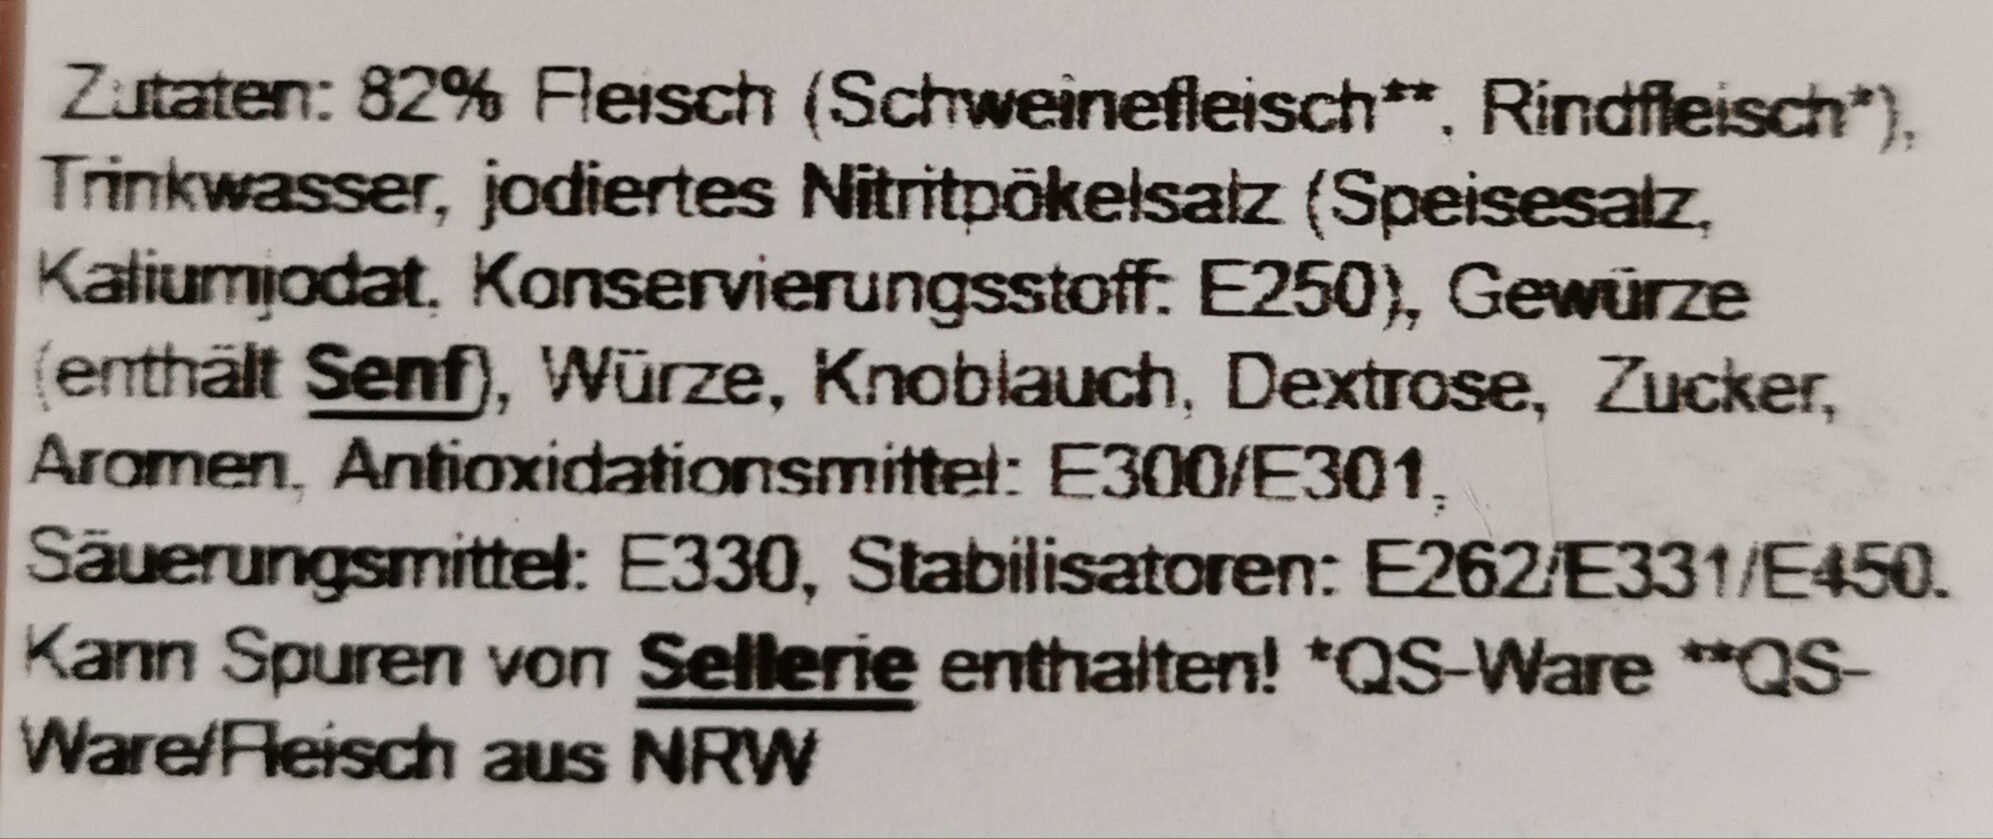 Zutaten: 82% Fleisch (Schweinefleisch**, Rindfleisch*),
Trinkwasser, jodiertes Nitritpökelsalz (Speisesalz,
Kaliumjodat, Konservierungsstoff: E250), Gewürze
(enthält Senf), Würze, Knoblauch, Dextrose, Zucker,
Aromen, Antioxidationsmittel: E300/E301,
Säuerungsmittel: E330, Stabilisatoren: E262/E331/E450.
Kann Spuren von Sellerie enthalten! *QS-Ware **QS-
Ware/Fleisch aus NRW